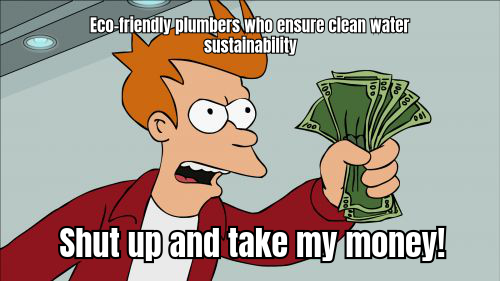 Eco-friendly plumbers who ensure clean water
sustainability
Shut up and take my money!